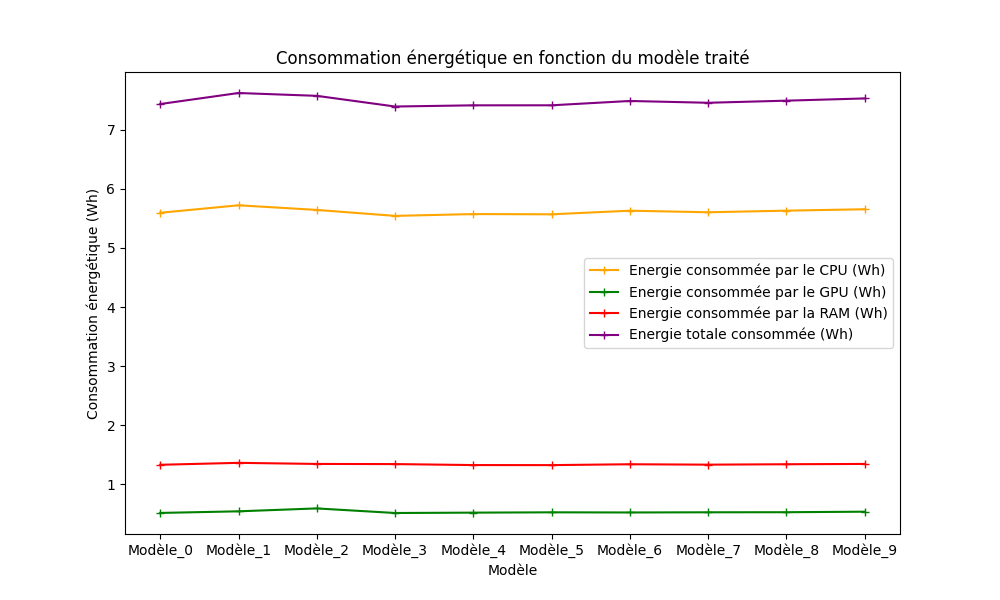 Consommation énergétique en fonction du modèle traité
Consommation énergétique (Wh)
7
6
5
4
3
2
1
Energie consommée par le CPU (Wh)
Energie consommée par le GPU (Wh)
Energie consommée par la RAM (Wh)
Energie totale consommée (Wh)
Modèle_0 Modèle_1 Modèle_2 Modèle_3 Modèle_4 Modèle_5 Modèle_6 Modèle_7 Modèle_8 Modèle_9
Modèle